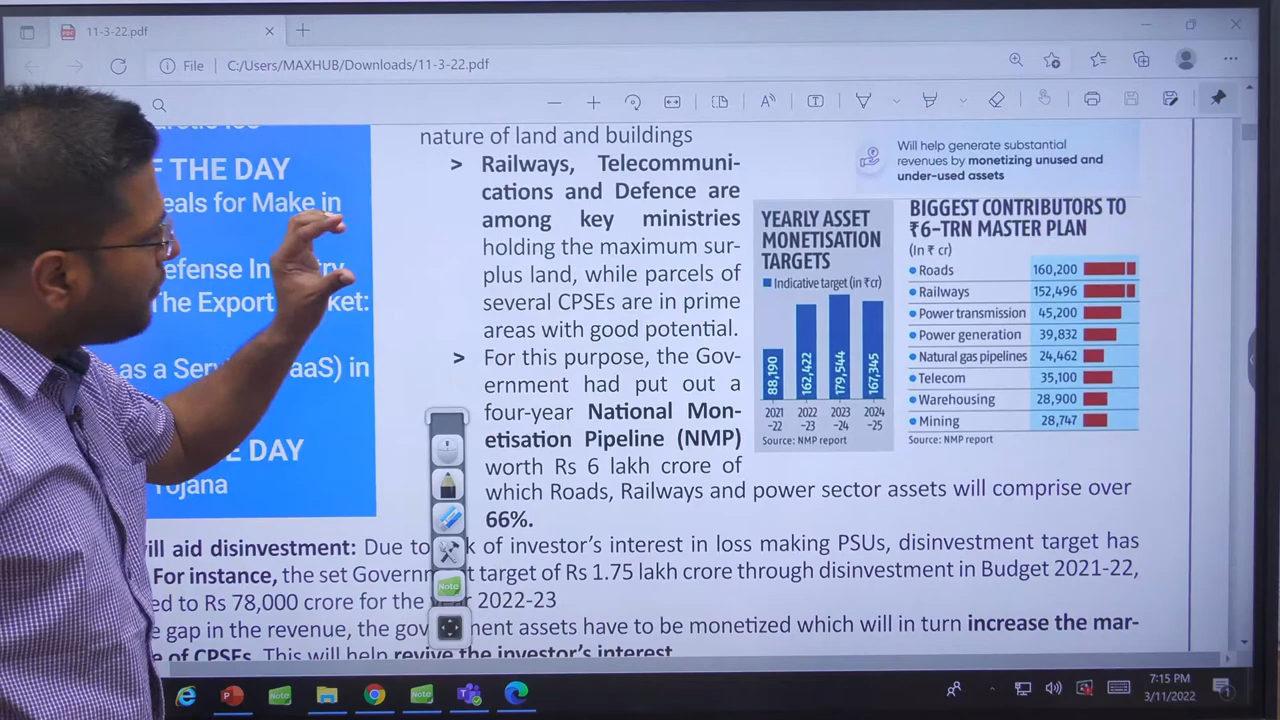 11-3-22.pdf
File
C:/Users/MAXHUB/Downloads/11-3-22.pdf
THE DAY
eals for Make in
efense In
The Export
ket:
as a Ser
aaS) in
DAY
Yojana
nature of land and buildings
> Railways, Telecommuni-
cations and Defence are
among key ministries
holding the maximum sur-
plus land, while parcels of
several CPSEs are in prime
areas with good potential.
> For this purpose, the Gov-
ernment had put out a
four-year National Mon-
etisation Pipeline (NMP)
worth Rs 6 lakh crore of
which Roads, Railways and power sector assets will comprise over
66%.
Will help generate substantial
revenues by monetizing unused and
under-used assets
YEARLY ASSET
MONETISATION
TARGETS
Indicative target (in ₹cr)
88,190
162,422
179,544
167,345
2021 2022 2023 2024
-22 -23 -24 -25
Source: NMP report
BIGGEST CONTRIBUTORS TO
₹6-TRN MASTER PLAN
(In ₹ cr)
Roads 160,200
Railways 152,496
Power transmission 45,200
Power generation 39,832
Natural gas pipelines 24,462
Telecom 35,100
Warehousing 28,900
Mining 28,747
Source: NMP report
ill aid disinvestment: Due to k of investor's interest in loss making PSUs, disinvestment target has
For instance, the set Governm t target of Rs 1.75 lakh crore through disinvestment in Budget 2021-22,
ed to Rs 78,000 crore for the ar 2022-23
e gap in the revenue, the gov nment assets have to be monetized which will in turn increase the mar-
e of CPSEs. This will help revive the investor's interest
Note
Note
Note
7:15 PM
3/11/2022